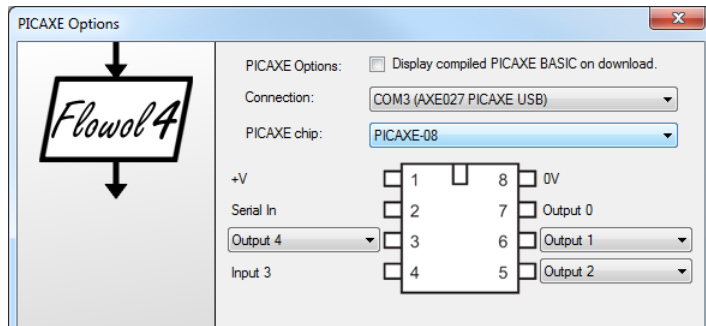 PICAXE Options
Flowol 4
PICAXE Options: Display compiled PICAXE BASIC on download.
Connection: COM3 (AXE027 PICAXE USB)
PICAXE chip: PICAXE-08
+V 1 8 0V
Serial In 2 7 Output 0
Output 4 3 6 Output 1
Input 3 4 5 Output 2